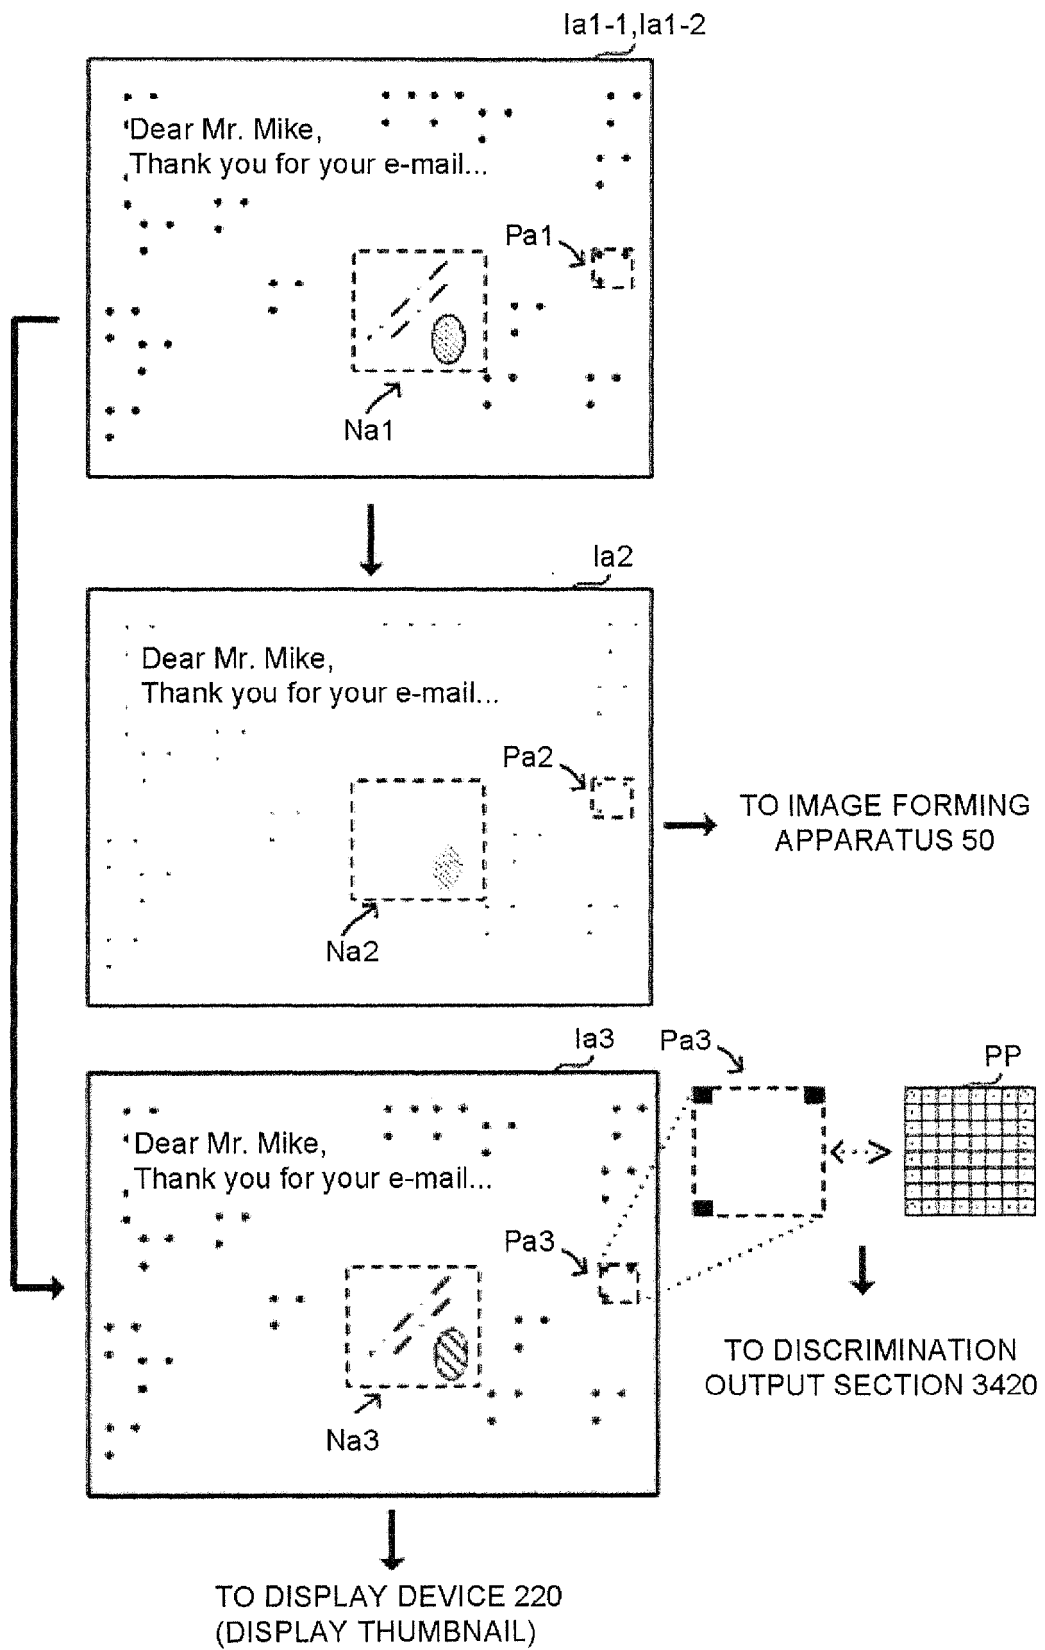 Ia1-1,Ia1-2
Dear Mr. Mike,
Thank you for your e-mail...
Pa1
Na1
Ia2
Dear Mr. Mike,
Thank you for your e-mail...
Pa2
TO IMAGE FORMING
APPARATUS 50
Na2
Ia3
Pa3
PP
Dear Mr. Mike,
Thank you for your e-mail...
Pa3
TO DISCRIMINATION
OUTPUT SECTION 3420
Na3
TO DISPLAY DEVICE 220
(DISPLAY THUMBNAIL)